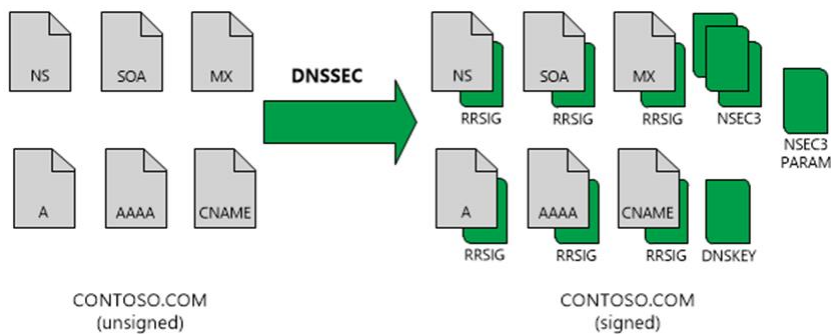 NS SOA MX
DNSSEC
NS SOA MX
RRSIG RRSIG RRSIG NSEC3
NSEC3
PARAM
A AAAA CNAME
A AAAA CNAME
RRSIG RRSIG RRSIG DNSKEY
CONTOSO.COM
(unsigned)
CONTOSO.COM
(signed)